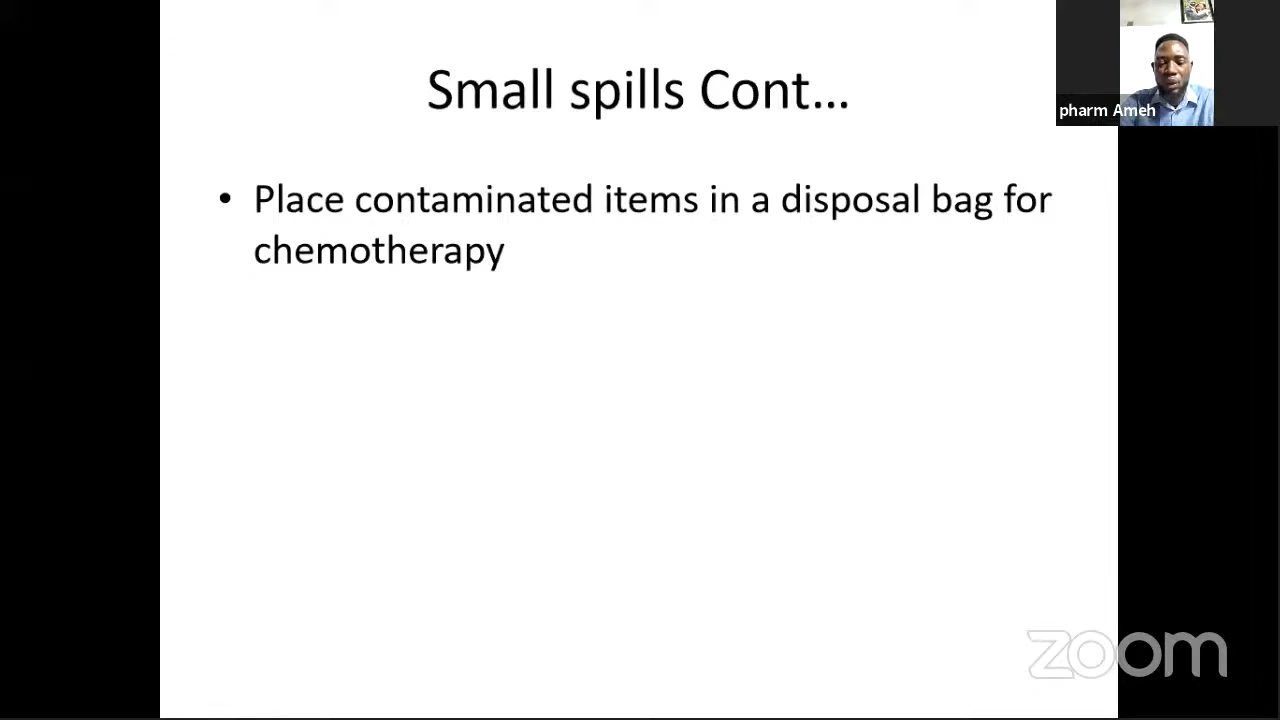 Small spills Cont...
pharm Ameh
• Place contaminated items in a disposal bag for
chemotherapy
zoom